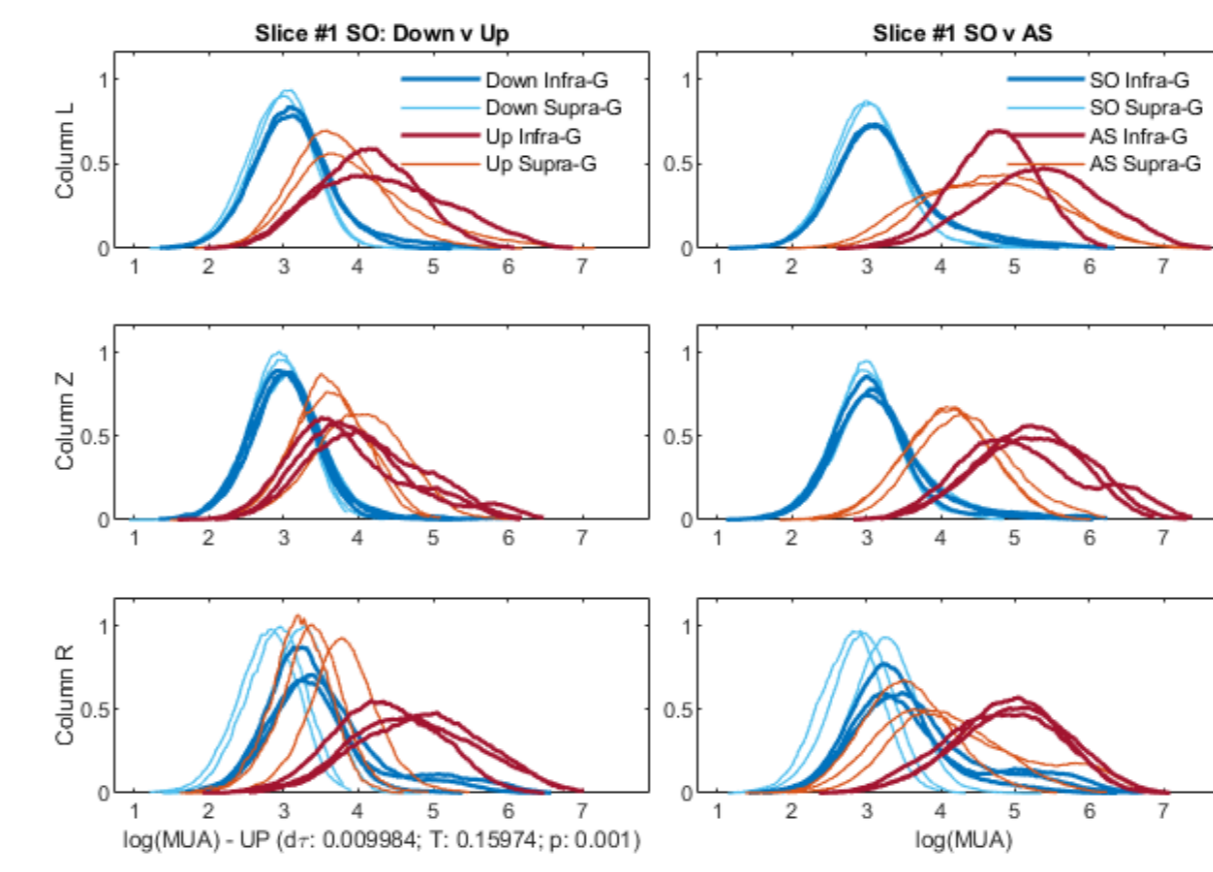 Slice #1 SO: Down v Up
Slice #1 SO v AS
Column L
1
0.5
0
Down Infra-G
Down Supra-G
Up Infra-G
Up Supra-G
1 2 3 4 5 6 7
1
0.5
0
SO Infra-G
SO Supra-G
AS Infra-G
AS Supra-G
1 2 3 4 5 6 7
Column Z
1
0.5
0
1 2 3 4 5 6 7
1
0.5
0
1 2 3 4 5 6 7
Column R
1
0.5
0
1 2 3 4 5 6 7
log(MUA) - UP (dτ: 0.009984; T: 0.15974; p: 0.001)
1
0.5
0
1 2 3 4 5 6 7
log(MUA)